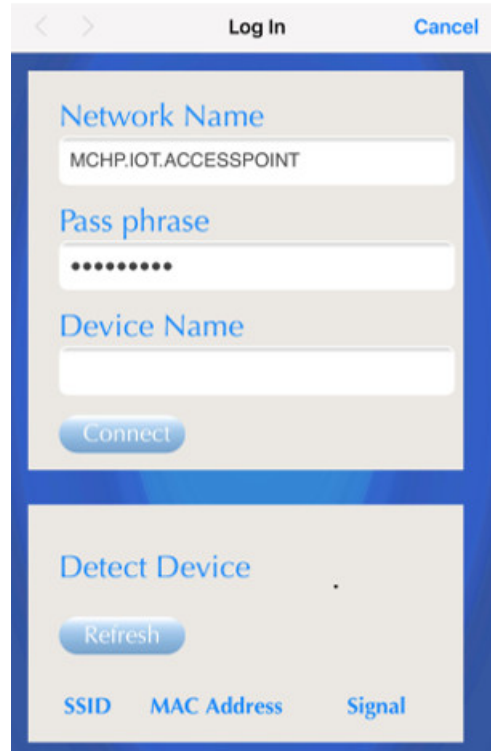 Log In Cancel
Network Name
MCHP.IOT.ACCESSPOINT
Pass phrase
•••••••••
Device Name
Connect
Detect Device
Refresh
SSID MAC Address Signal